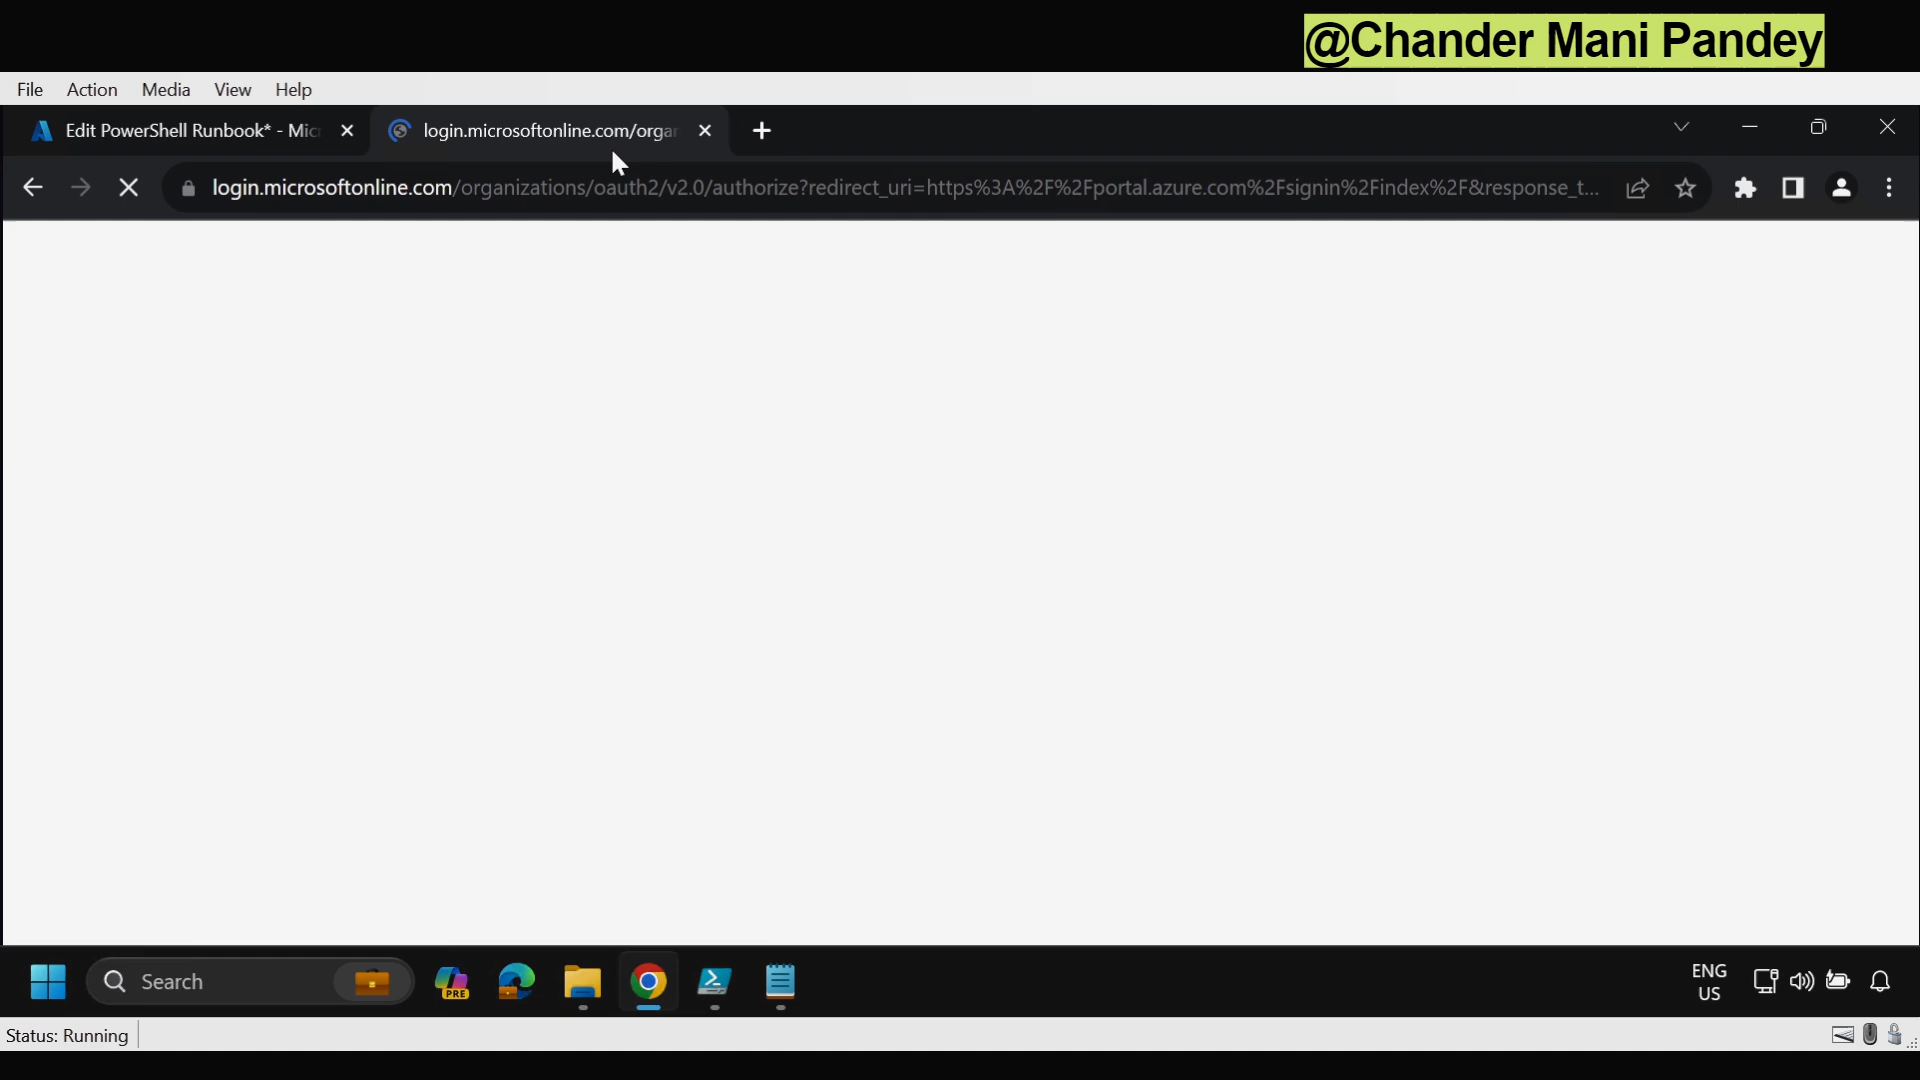 @Chander Mani Pandey
File Action Media View Help
Edit PowerShell Runbook* - Mic
login.microsoftonline.com/orgar
login.microsoftonline.com/organizations/oauth2/v2.0/authorize?redirect_uri=https%3A%2F%2Fportal.azure.com%2Fsignin%2Findex%2F&response_t...
Search
PRE
ENG
US
Status: Running